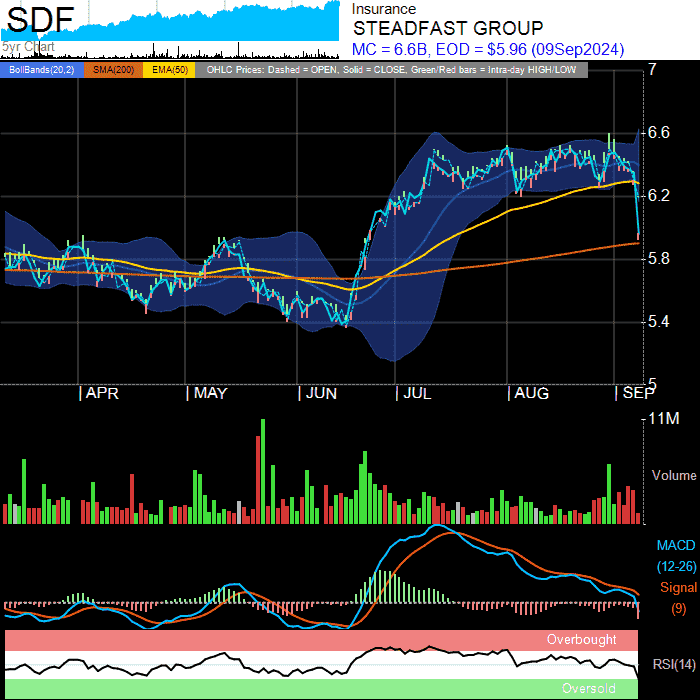 SDF
5yr Chart
Insurance
STEADFAST GROUP
MC = 6.6B, EOD = $5.96 (09Sep2024)
BollBands(20,2) SMA(200) EMA(50) OHLC Prices: Dashed = OPEN, Solid = CLOSE, Green/Red bars = Intra-day HIGH/LOW
7
6.6
6.2
5.8
5.4
5
APR MAY JUN JUL AUG SEP
11M
Volume
MACD
(12-26)
Signal
(9)
Overbought
RSI(14)
Oversold